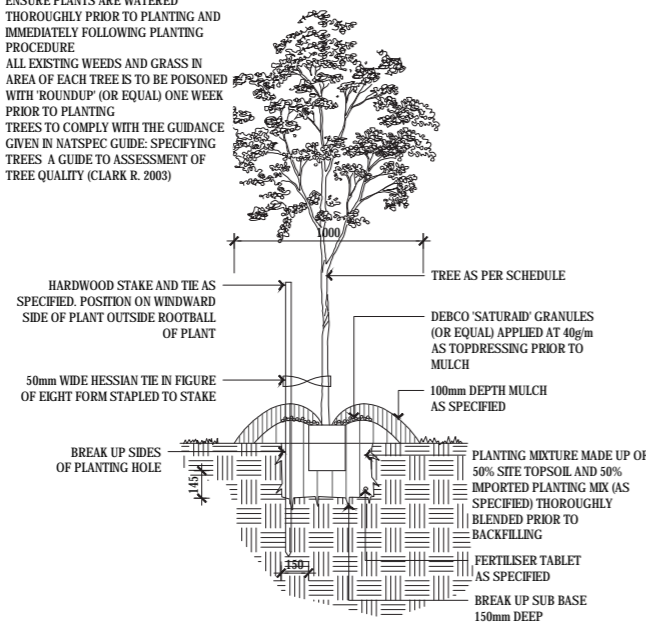 ENSURE PLANTS ARE WATERED
THOROUGHLY PRIOR TO PLANTING AND
IMMEDIATELY FOLLOWING PLANTING
PROCEDURE
ALL EXISTING WEEDS AND GRASS IN
AREA OF EACH TREE IS TO BE POISONED
WITH 'ROUNDUP' (OR EQUAL) ONE WEEK
PRIOR TO PLANTING
TREES TO COMPLY WITH THE GUIDANCE
GIVEN IN NATSPEC GUIDE: SPECIFYING
TREES A GUIDE TO ASSESSMENT OF
TREE QUALITY (CLARK R. 2003)
1000
HARDWOOD STAKE AND TIE AS
SPECIFIED. POSITION ON WINDWARD
SIDE OF PLANT OUTSIDE ROOTBALL
OF PLANT
50mm WIDE HESSIAN TIE IN FIGURE
OF EIGHT FORM STAPLED TO STAKE
BREAK UP SIDES
OF PLANTING HOLE
145
150
TREE AS PER SCHEDULE
DEBCO 'SATURAID' GRANULES
(OR EQUAL) APPLIED AT 40g/m
AS TOPDRESSING PRIOR TO
MULCH
100mm DEPTH MULCH
AS SPECIFIED
PLANTING MIXTURE MADE UP OF
50% SITE TOPSOIL AND 50%
IMPORTED PLANTING MIX (AS
SPECIFIED) THOROUGHLY
BLENDED PRIOR TO
BACKFILLING
FERTILISER TABLET
AS SPECIFIED
BREAK UP SUB BASE
150mm DEEP